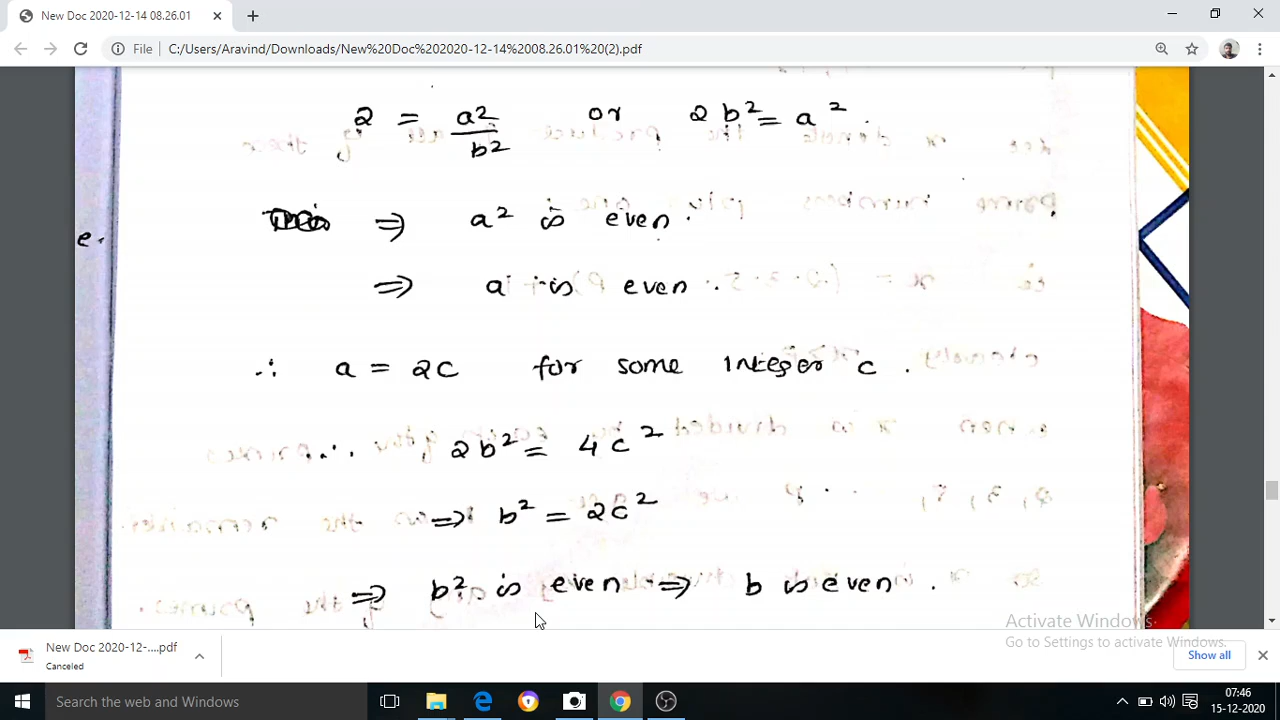 New Doc 2020-12-14 08.26.01
File C:/Users/Aravind/Downloads/New%20Doc%202020-12-14%2008.26.01%20(2).pdf
2 = a²/b² or 2b² = a².
⇒ a² is even.
e.
⇒ a is even.
∴ a = 2c for some integer c.
∴ 2b² = 4c²
⇒ b² = 2c²
⇒ b² is even ⇒ b is even.
Activate Windows
Go to Settings to activate Windows.
New Doc 2020-12-....pdf
Canceled
Show all
Search the web and Windows
07:46
15-12-2020